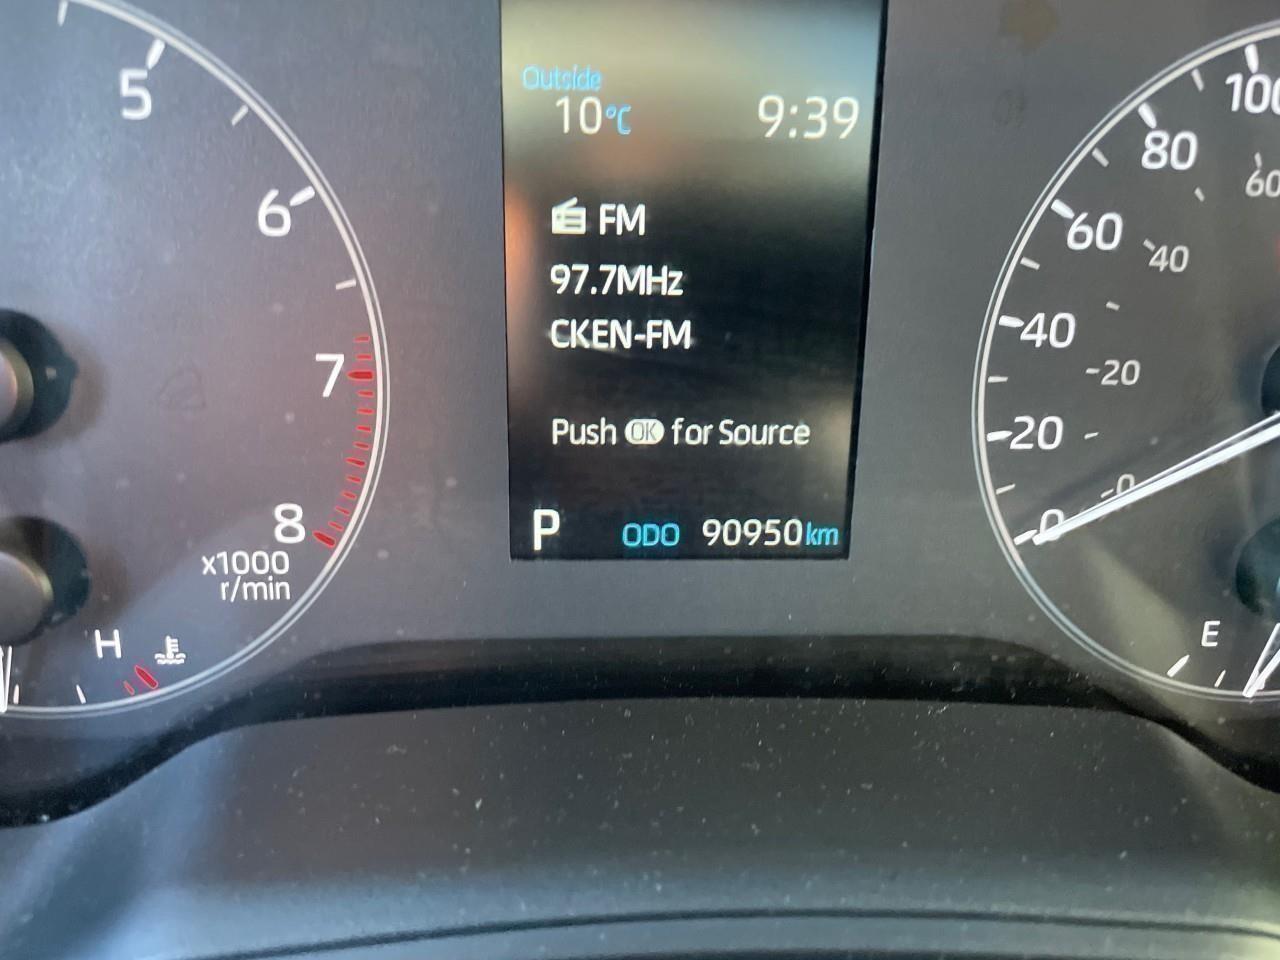 5
6
7
8
x1000
r/min
H
Outside
10°C 9:39
FM
97.7MHz
CKEN-FM
Push OK for Source
P ODO 90950km
100
80
60
60
40
40
20
20
0
0
E